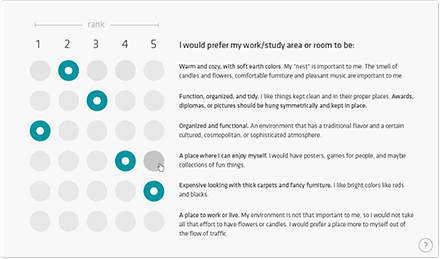 rank
1 2 3 4 5
I would prefer my work/study area or room to be:
Warm and cozy, with soft earth colors. My "nest" is important to me. The smell of
candles and flowers, comfortable furniture and pleasant music are important to me.
Function, organized, and tidy. I like things kept clean and in their proper places. Awards,
diplomas, or pictures should be hung symmetrically and kept in place.
Organized and functional. An environment that has a traditional flavor and a certain
cultured, cosmopolitan, or sophisticated atmosphere.
A place where I can enjoy myself. I would have posters, games for people, and maybe
collections of fun things.
Expensive looking with thick carpets and fancy furniture. I like bright colors like reds
and blacks.
A place to work or live. My environment is not that important to me, so I would not take
all that effort to have flowers or candles. I would prefer a place more to myself out
of the flow of traffic.
?